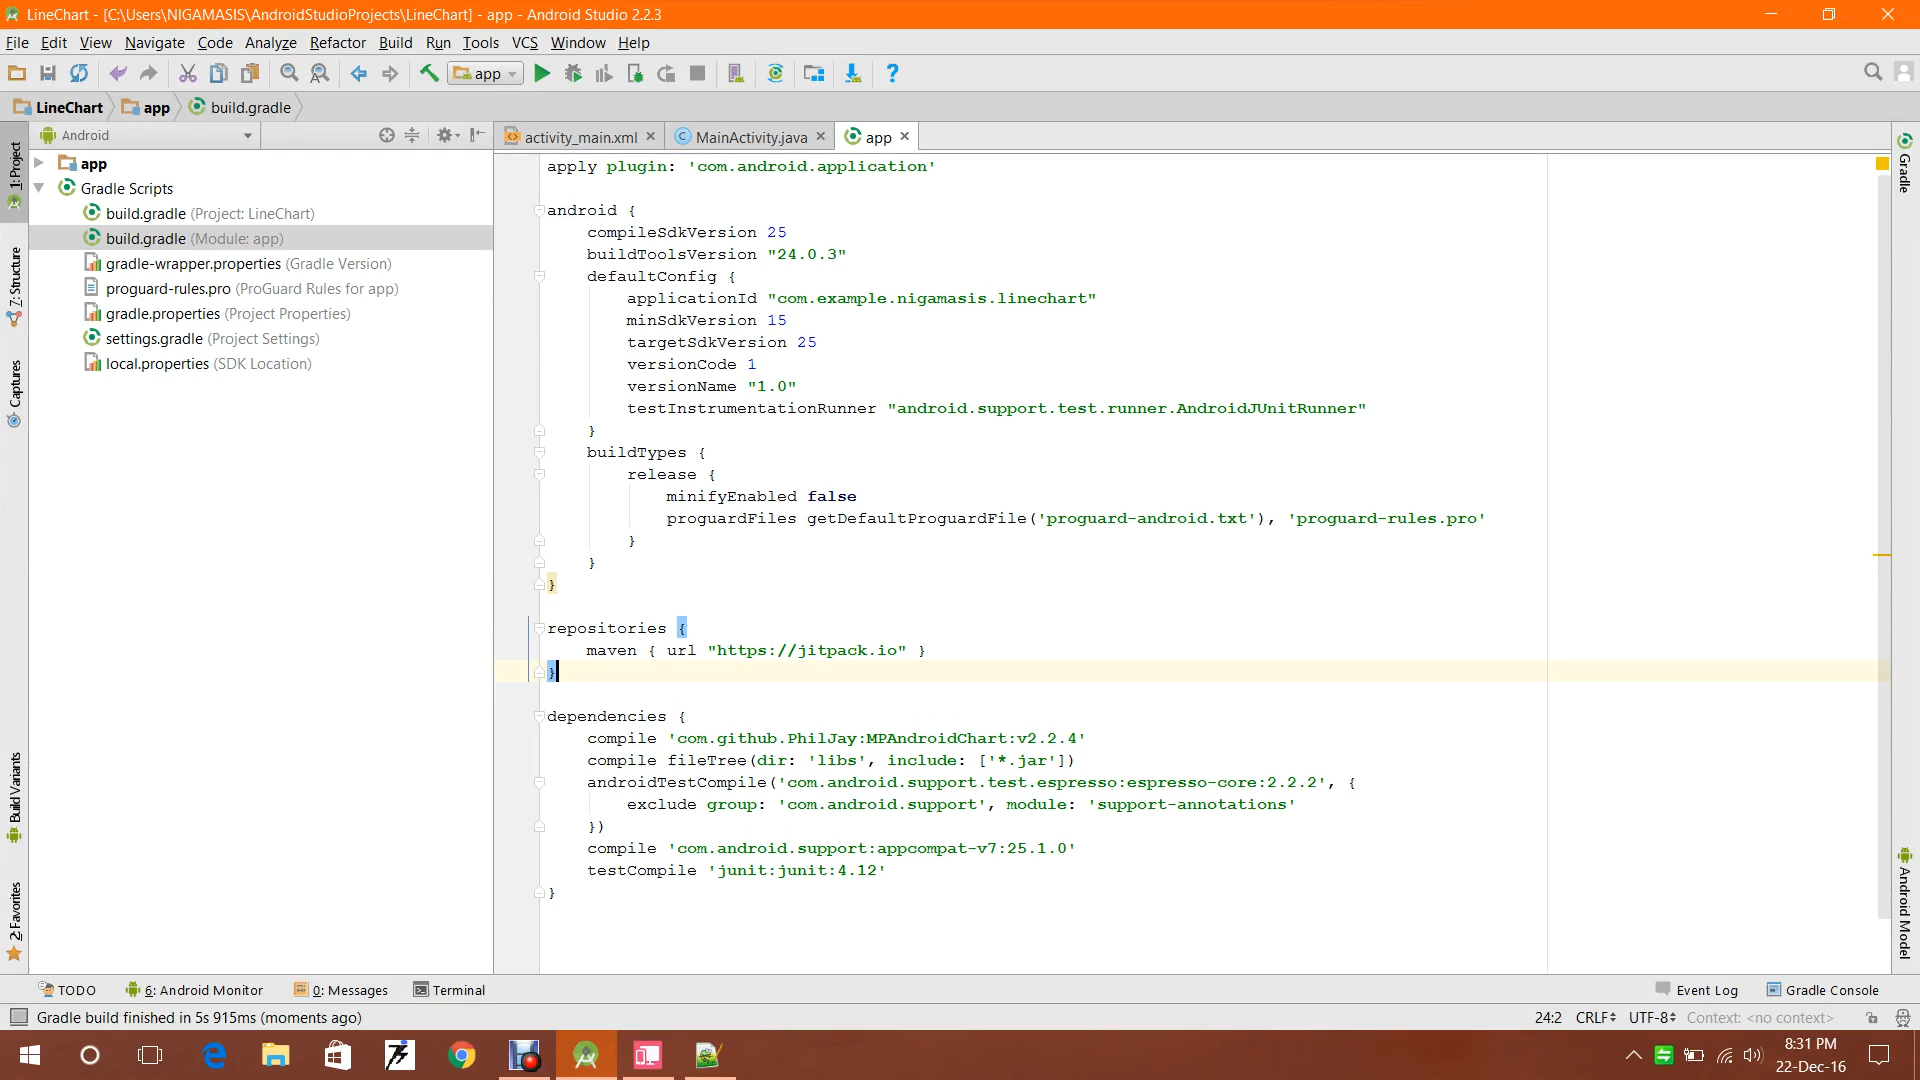 LineChart - [C:\Users\NIGAMASIS\AndroidStudioProjects\LineChart] - app - Android Studio 2.2.3
File Edit View Navigate Code Analyze Refactor Build Run Tools VCS Window Help
app
LineChart app build.gradle
Android
activity_main.xml MainActivity.java app
1: Project
7: Structure
Captures
Build Variants
2: Favorites
app
Gradle Scripts
build.gradle (Project: LineChart)
build.gradle (Module: app)
gradle-wrapper.properties (Gradle Version)
proguard-rules.pro (ProGuard Rules for app)
gradle.properties (Project Properties)
settings.gradle (Project Settings)
local.properties (SDK Location)
apply plugin: 'com.android.application'
android {
compileSdkVersion 25
buildToolsVersion "24.0.3"
defaultConfig {
applicationId "com.example.nigamasis.linechart"
minSdkVersion 15
targetSdkVersion 25
versionCode 1
versionName "1.0"
testInstrumentationRunner "android.support.test.runner.AndroidJUnitRunner"
}
buildTypes {
release {
minifyEnabled false
proguardFiles getDefaultProguardFile('proguard-android.txt'), 'proguard-rules.pro'
}
}
}
repositories {
maven { url "https://jitpack.io" }
}
dependencies {
compile 'com.github.PhilJay:MPAndroidChart:v2.2.4'
compile fileTree(dir: 'libs', include: ['*.jar'])
androidTestCompile('com.android.support.test.espresso:espresso-core:2.2.2', {
exclude group: 'com.android.support', module: 'support-annotations'
})
compile 'com.android.support:appcompat-v7:25.1.0'
testCompile 'junit:junit:4.12'
}
Gradle
Android Model
TODO 6: Android Monitor 0: Messages Terminal Event Log Gradle Console
Gradle build finished in 5s 915ms (moments ago) 24:2 CRLF UTF-8 Context: <no context>
8:31 PM
22-Dec-16